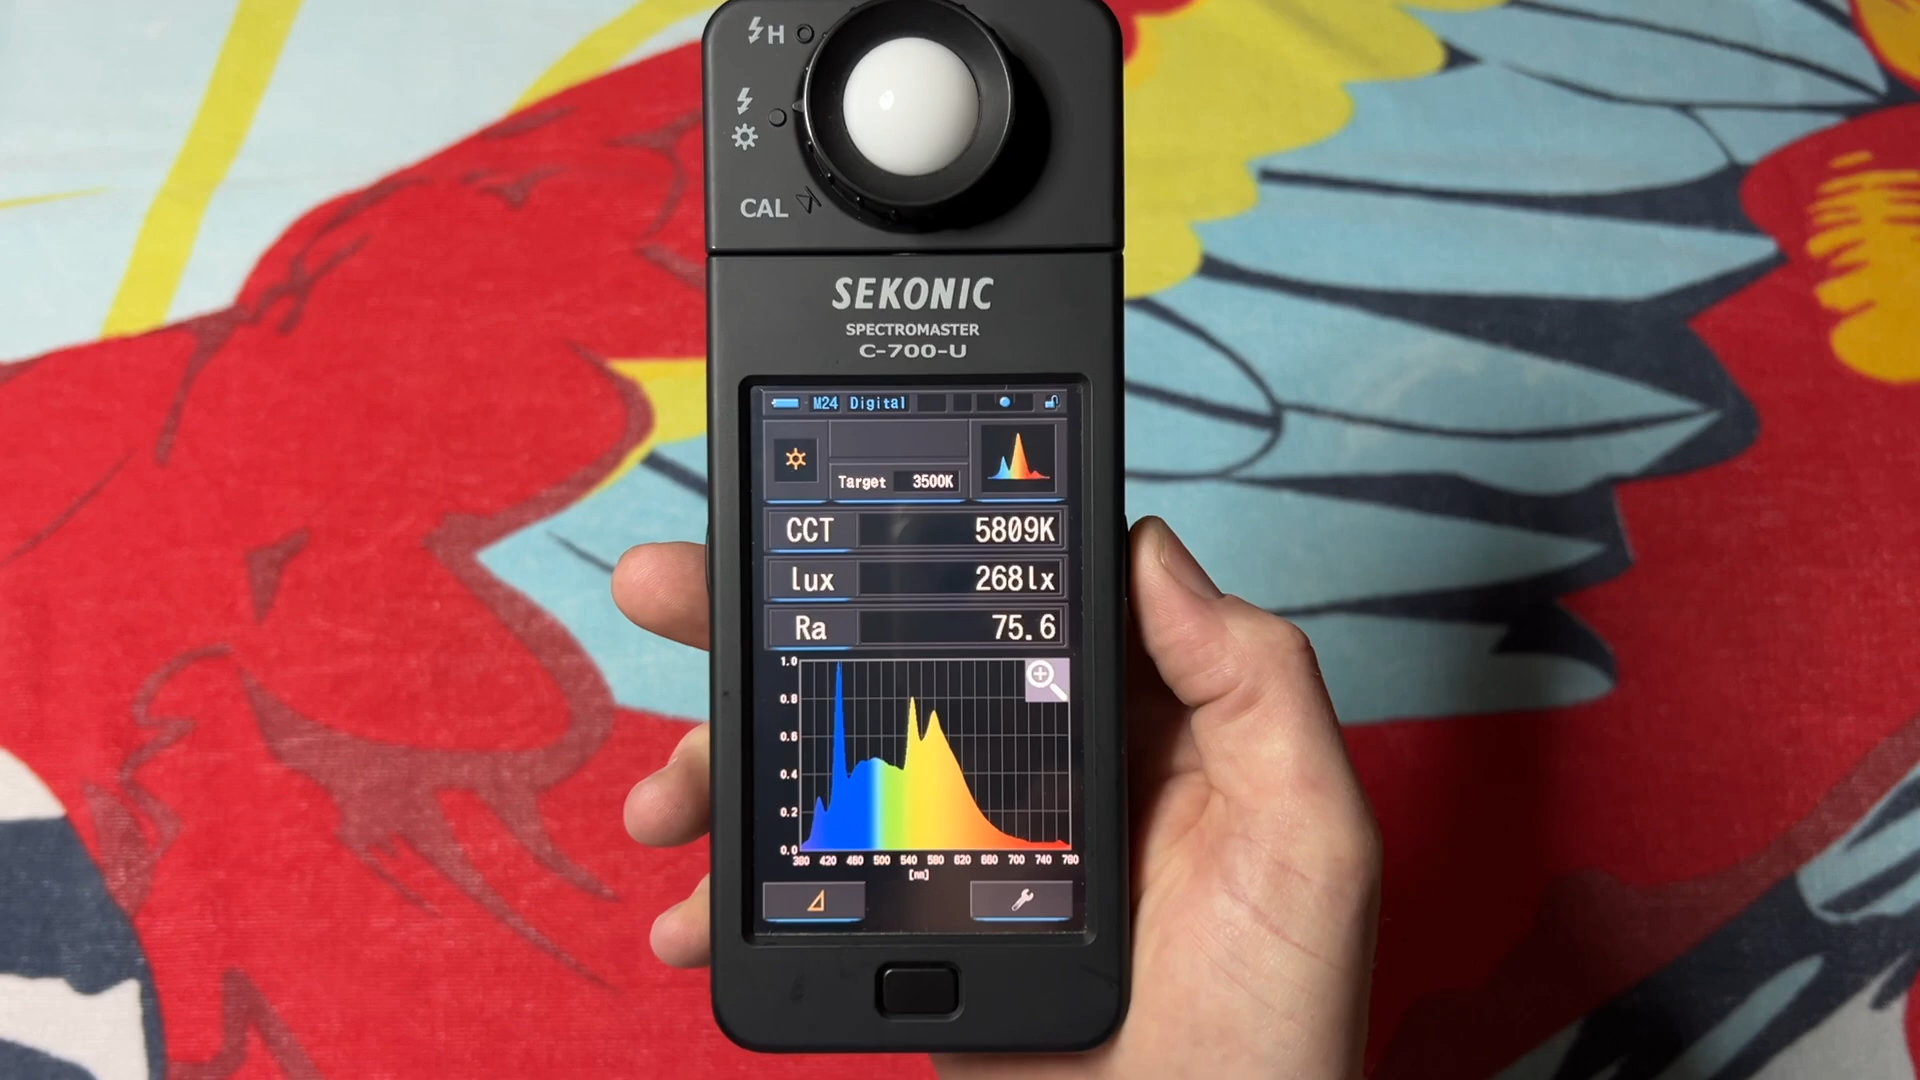 H
CAL
SEKONIC
SPECTROMASTER
C-700-U
M24 Digital
Target 3500K
CCT 5809K
lux 268lx
Ra 75.6
1.0
0.8
0.6
0.4
0.2
0.0
380 420 460 500 540 580 620 660 700 740 780
[nm]